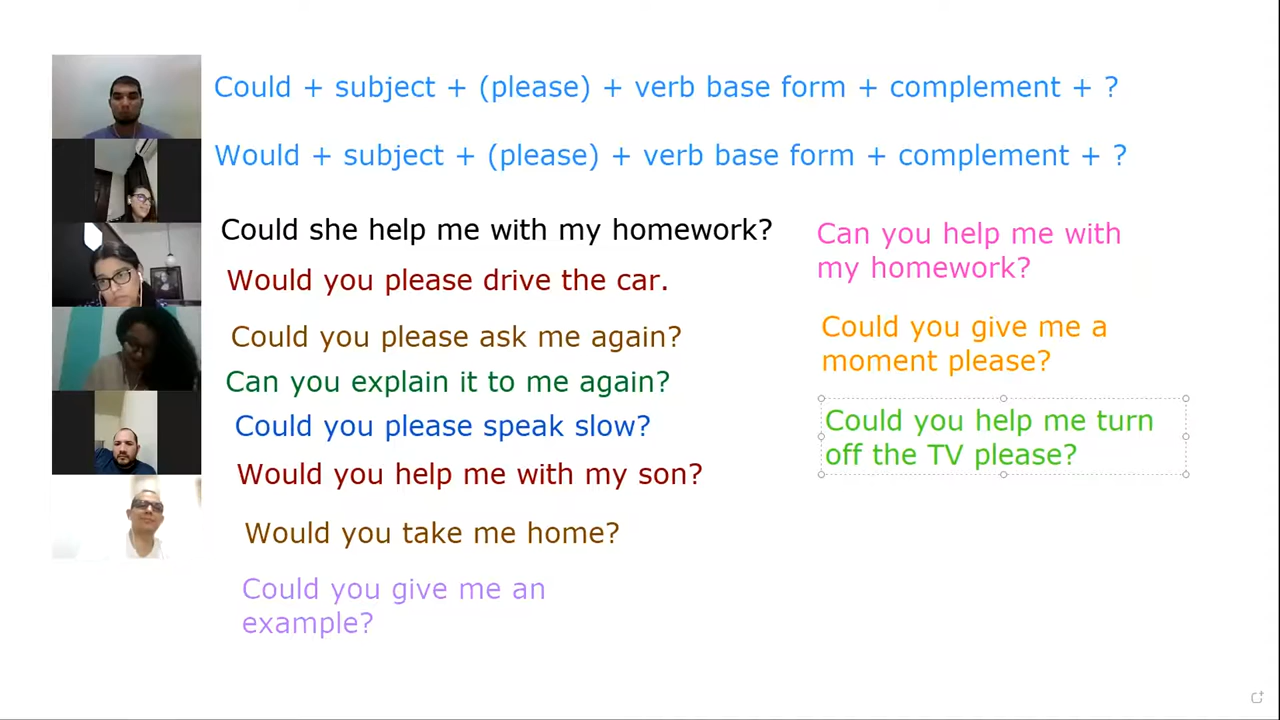 Could + subject + (please) + verb base form + complement + ?
Would + subject + (please) + verb base form + complement + ?
Could she help me with my homework?
Would you please drive the car.
Could you please ask me again?
Can you explain it to me again?
Could you please speak slow?
Would you help me with my son?
Would you take me home?
Could you give me an
example?
Can you help me with
my homework?
Could you give me a
moment please?
Could you help me turn
off the TV please?